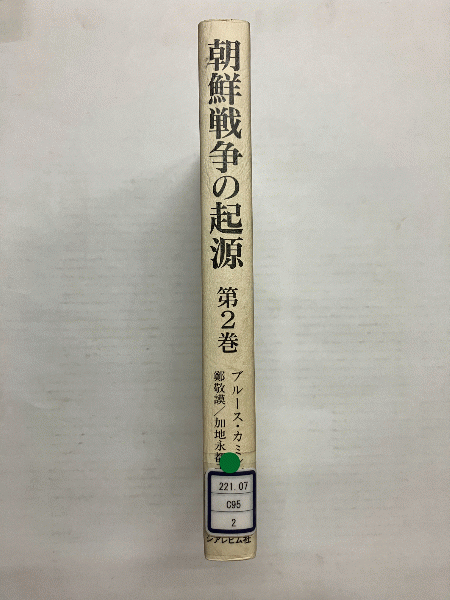 朝鮮戦争の起源
第2巻
ブルース・カミ
鄭敬謨/加地永都
221.07
C95
2
シアレヒム社